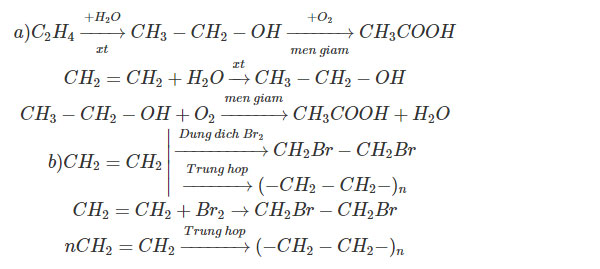 a)C₂H₄ —+H₂O/xt→ CH₃ − CH₂ − OH —+O₂/men giam→ CH₃COOH
CH₂ = CH₂ + H₂O —xt→ CH₃ − CH₂ − OH
CH₃ − CH₂ − OH + O₂ —men giam→ CH₃COOH + H₂O
b)CH₂ = CH₂ | —Dung dich Br₂→ CH₂Br − CH₂Br
—Trung hop→ (−CH₂ − CH₂−)ₙ
CH₂ = CH₂ + Br₂ → CH₂Br − CH₂Br
nCH₂ = CH₂ —Trung hop→ (−CH₂ − CH₂−)ₙ